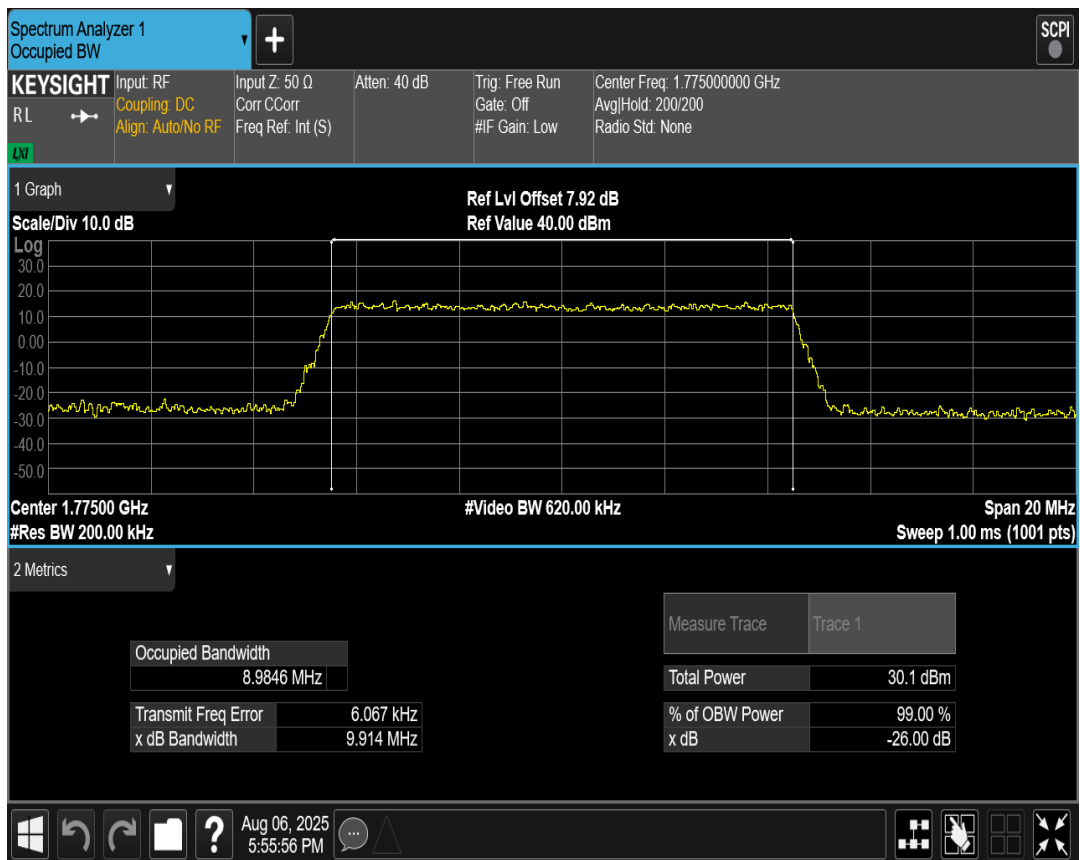 Spectrum Analyzer 1
Occupied BW
+
SCPI
KEYSIGHT
RL
LXI
Input: RF
Coupling: DC
Align: Auto/No RF
Input Z: 50 Ω
Corr CCorr
Freq Ref: Int (S)
Atten: 40 dB
Trig: Free Run
Gate: Off
#IF Gain: Low
Center Freq: 1.775000000 GHz
Avg|Hold: 200/200
Radio Std: None
1 Graph
Ref Lvl Offset 7.92 dB
Scale/Div 10.0 dB
Ref Value 40.00 dBm
Log
30.0
20.0
10.0
0.00
-10.0
-20.0
-30.0
-40.0
-50.0
Center 1.77500 GHz
#Video BW 620.00 kHz
Span 20 MHz
#Res BW 200.00 kHz
Sweep 1.00 ms (1001 pts)
2 Metrics
Measure Trace
Trace 1
Occupied Bandwidth
8.9846 MHz
Total Power
30.1 dBm
Transmit Freq Error
6.067 kHz
% of OBW Power
99.00 %
x dB Bandwidth
9.914 MHz
x dB
-26.00 dB
?
Aug 06, 2025
5:55:56 PM